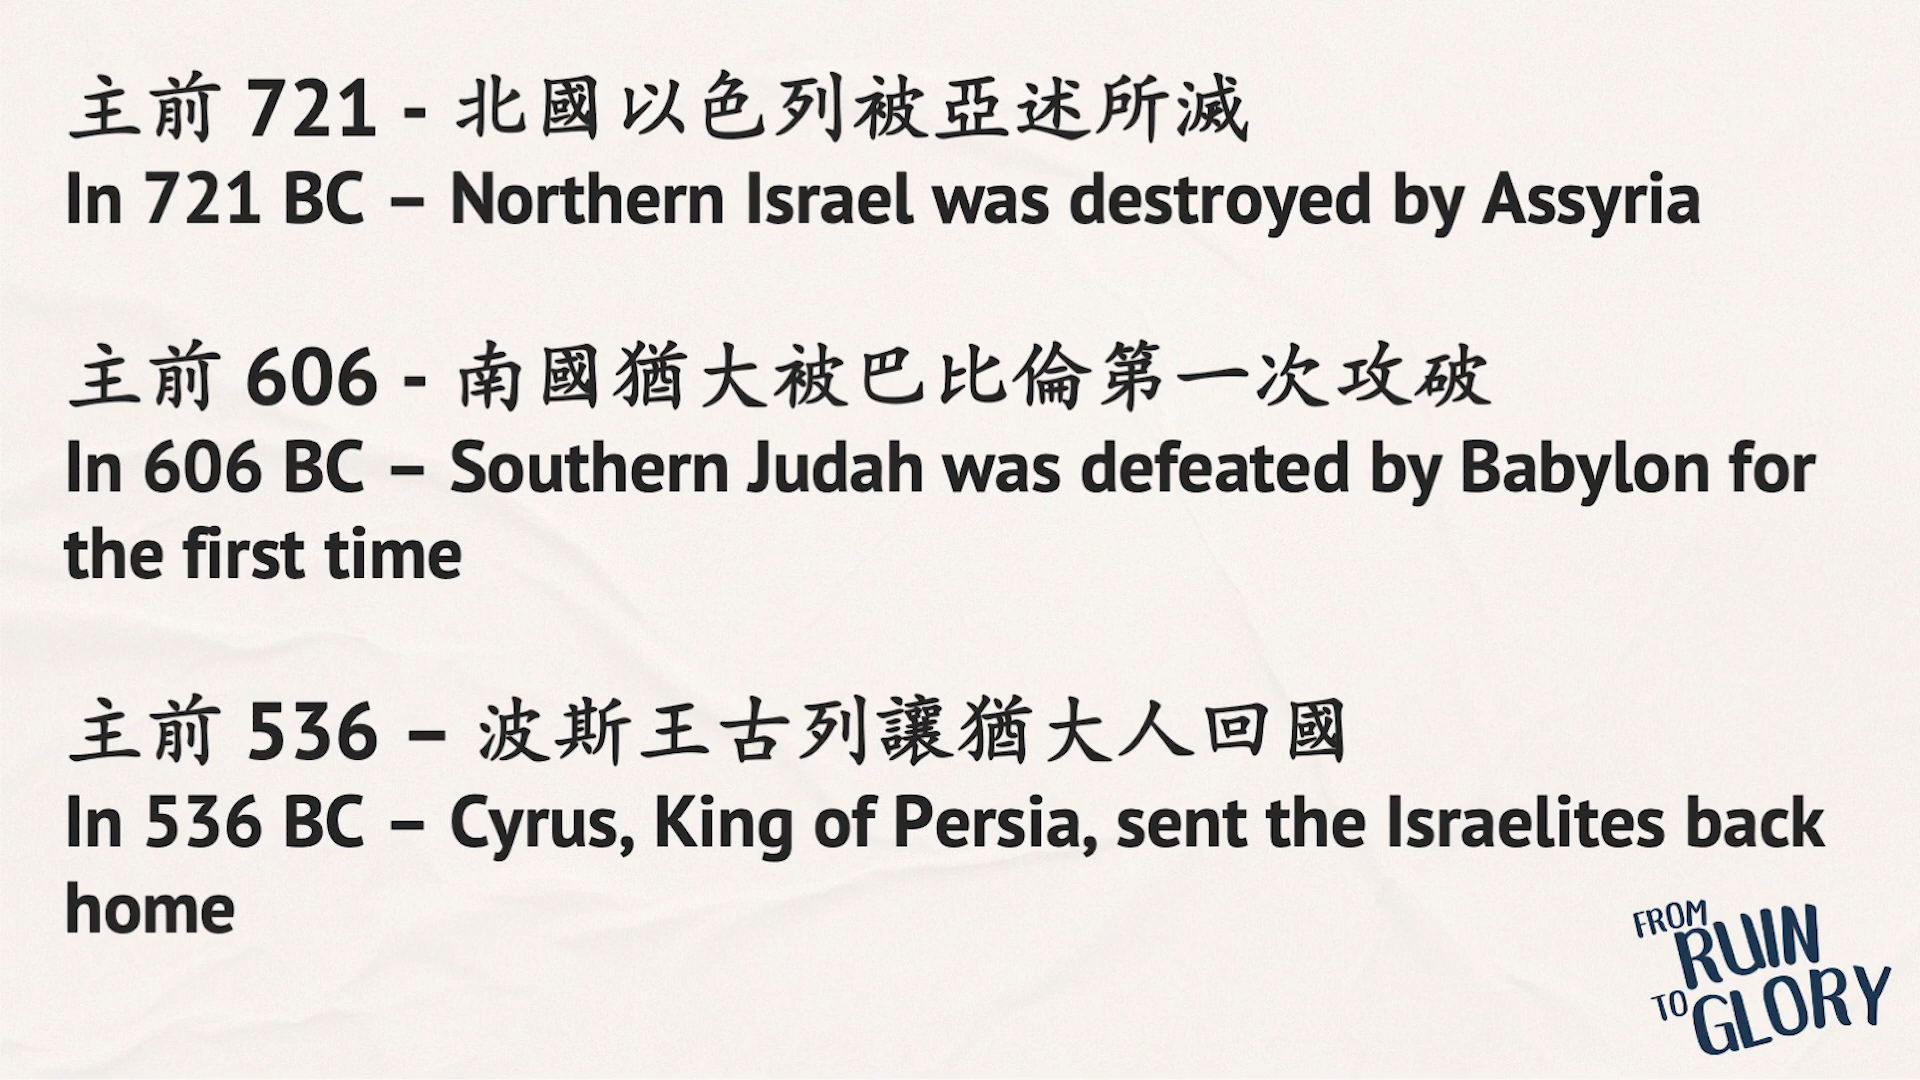 主前 721 - 北國以色列被亞述所滅
In 721 BC – Northern Israel was destroyed by Assyria
主前 606 - 南國猶大被巴比倫第一次攻破
In 606 BC – Southern Judah was defeated by Babylon for
the first time
主前 536 – 波斯王古列讓猶大人回國
In 536 BC – Cyrus, King of Persia, sent the Israelites back
home
FROM
RUIN
TO
GLORY